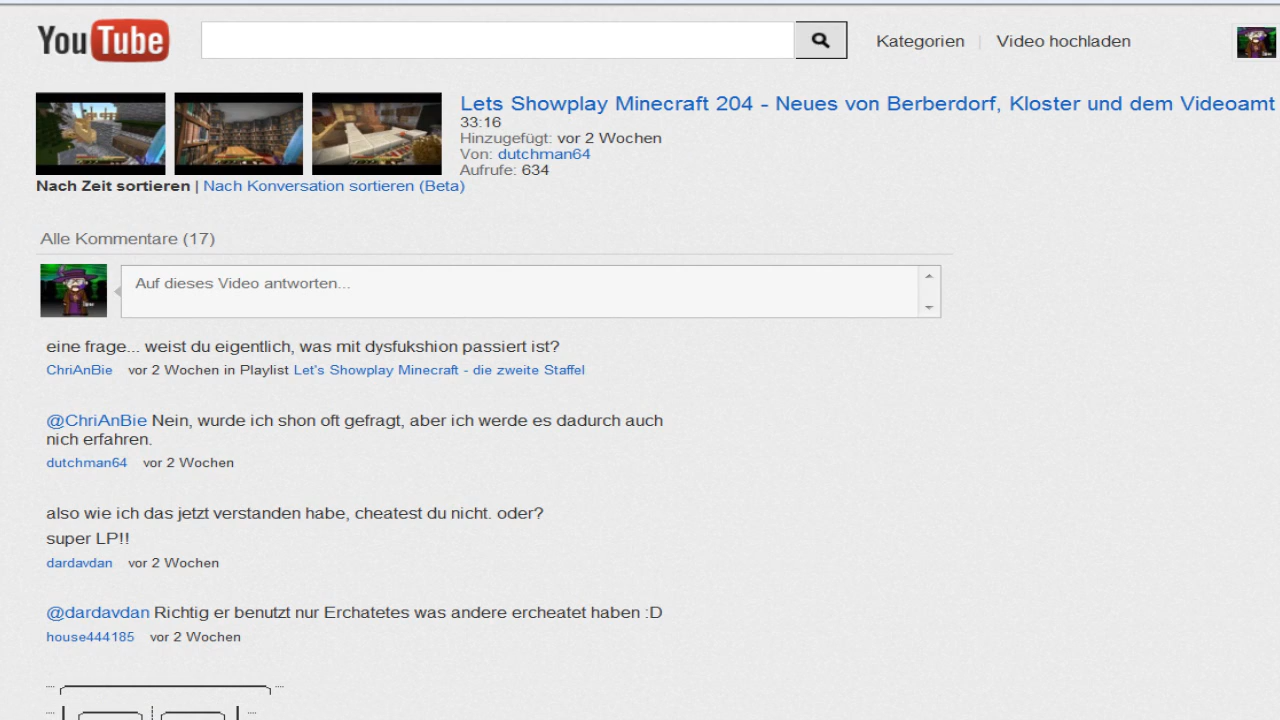 YouTube
Kategorien | Video hochladen
Lets Showplay Minecraft 204 - Neues von Berberdorf, Kloster und dem Videoamt
33:16
Hinzugefügt: vor 2 Wochen
Von: dutchman64
Aufrufe: 634
Nach Zeit sortieren | Nach Konversation sortieren (Beta)
Alle Kommentare (17)
Auf dieses Video antworten...
eine frage... weist du eigentlich, was mit dysfukshion passiert ist?
ChriAnBie vor 2 Wochen in Playlist Let's Showplay Minecraft - die zweite Staffel
@ChriAnBie Nein, wurde ich shon oft gefragt, aber ich werde es dadurch auch
nich erfahren.
dutchman64 vor 2 Wochen
also wie ich das jetzt verstanden habe, cheatest du nicht. oder?
super LP!!
dardavdan vor 2 Wochen
@dardavdan Richtig er benutzt nur Erchatetes was andere ercheatet haben :D
house444185 vor 2 Wochen